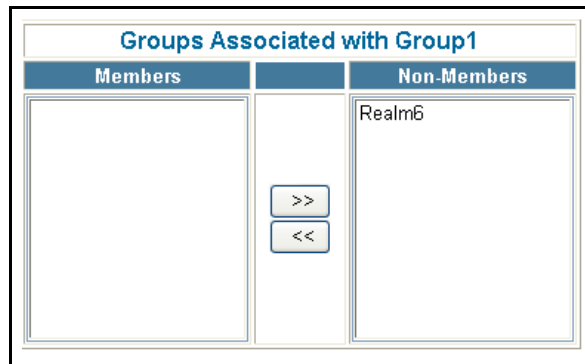 Groups Associated with Group1
Members Non-Members
Realm6
>>
<<